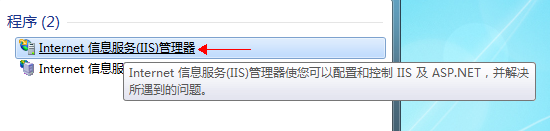 程序 (2)
Internet 信息服务(IIS)管理器
Internet 信息服
Internet 信息服务(IIS)管理器使您可以配置和控制 IIS 及 ASP.NET，并解决
所遇到的问题。